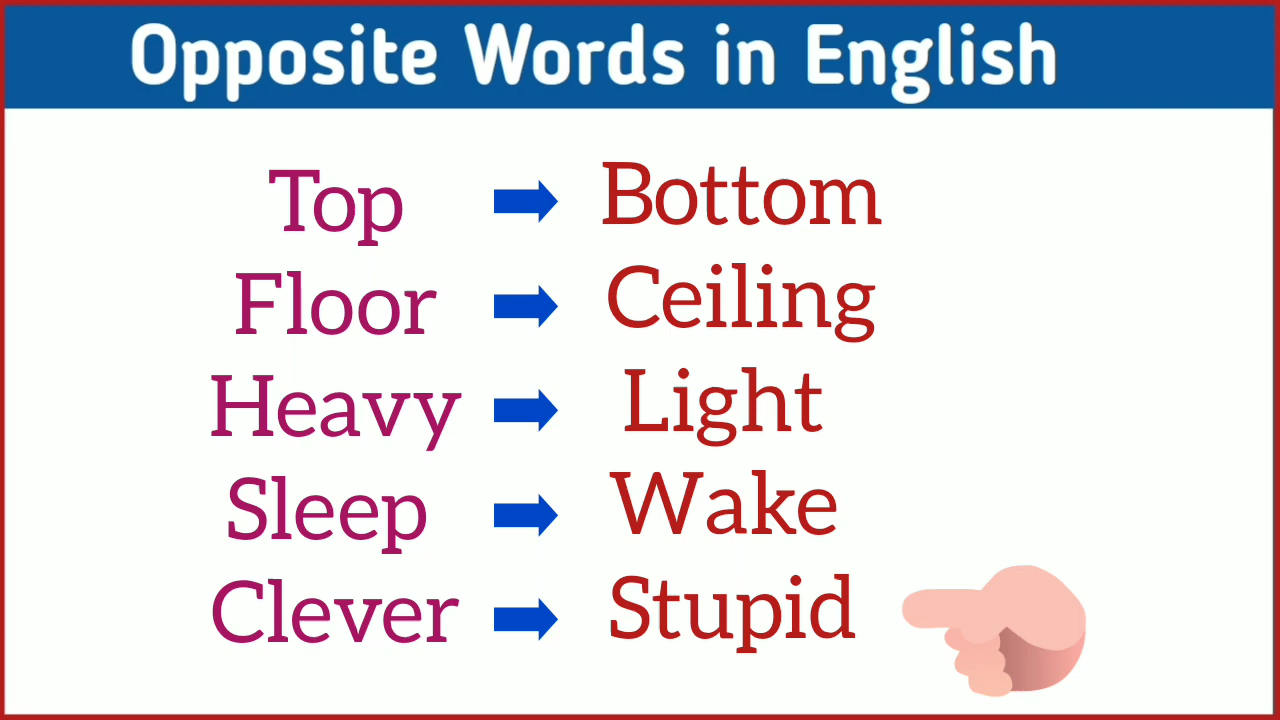 Opposite Words in English
Top ➡ Bottom
Floor ➡ Ceiling
Heavy ➡ Light
Sleep ➡ Wake
Clever ➡ Stupid